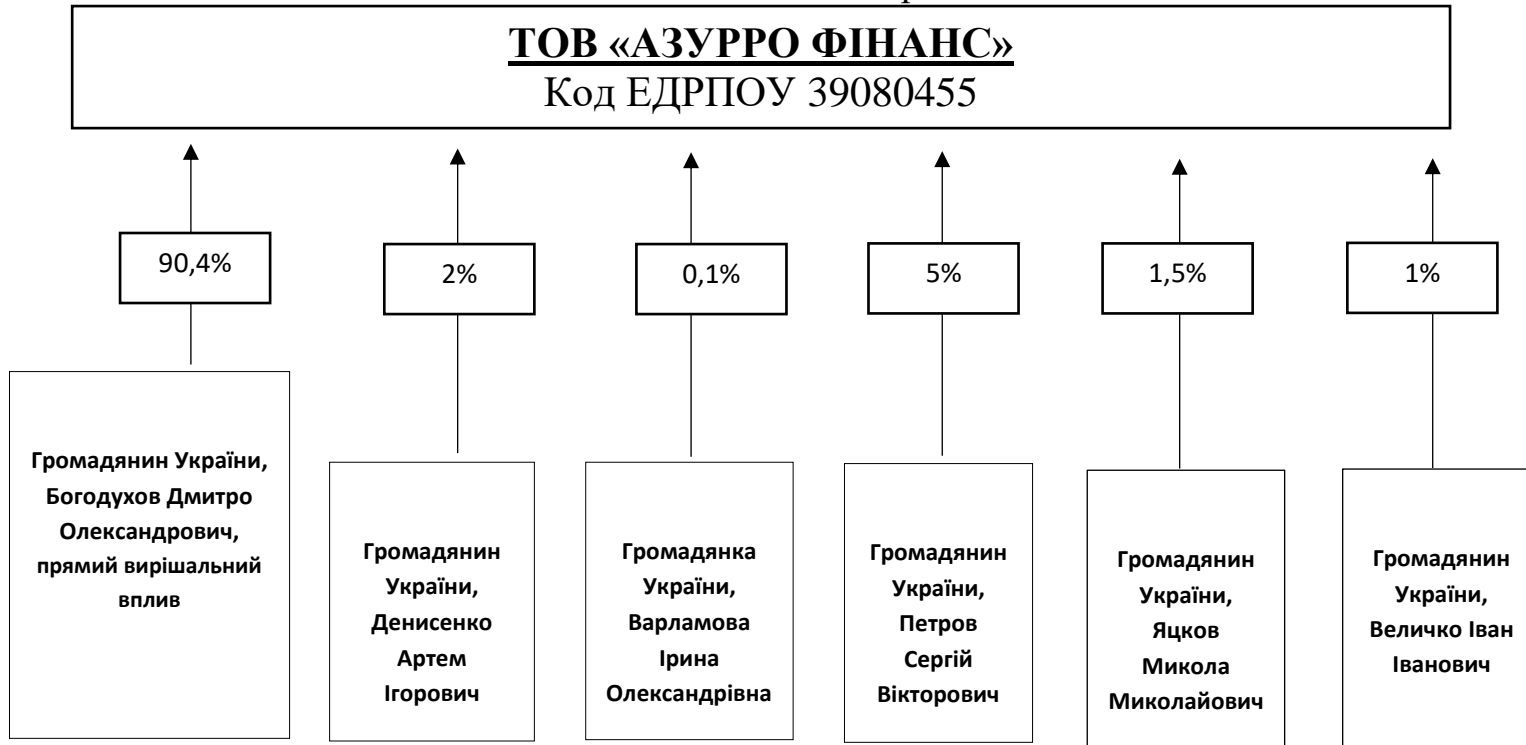 ТОВ «АЗУРРО ФІНАНС»
Код ЕДРПОУ 39080455
90,4%
2%
0,1%
5%
1,5%
1%
Громадянин України,
Богодухов Дмитро
Олександрович,
прямий вирішальний
вплив
Громадянин
України,
Денисенко
Артем
Ігорович
Громадянка
України,
Варламова
Ірина
Олександрівна
Громадянин
України,
Петров
Сергій
Вікторович
Громадянин
України,
Яцков
Микола
Миколайович
Громадянин
України,
Величко Іван
Іванович